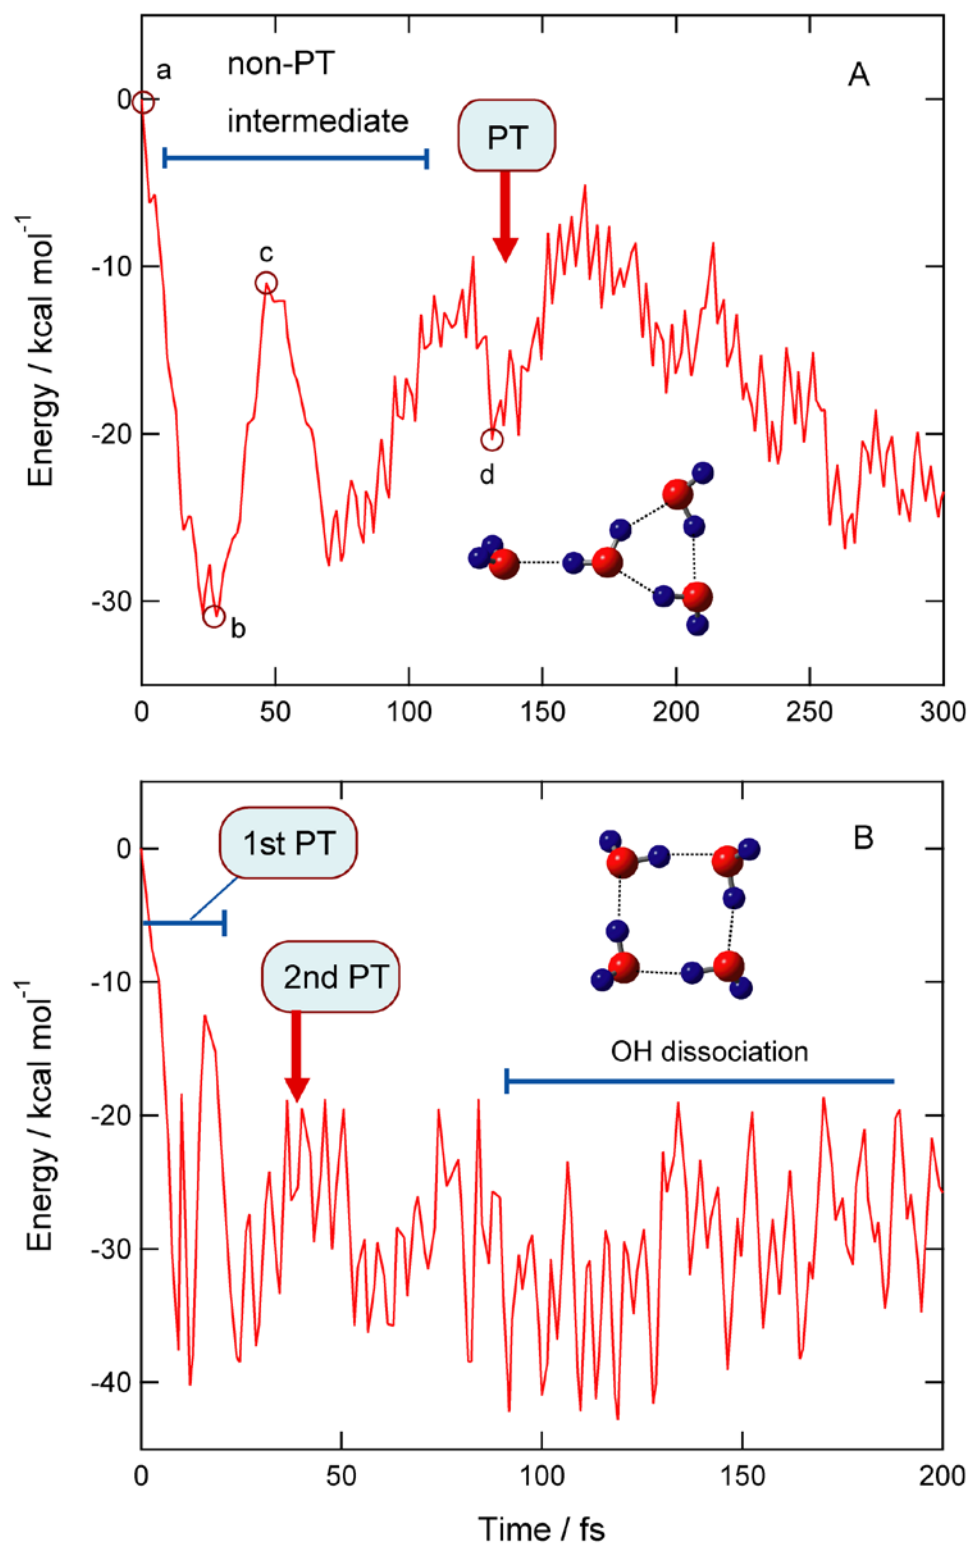 a
non-PT
intermediate
A
PT
c
b
d
0
-10
-20
-30
Energy / kcal mol⁻¹
0 50 100 150 200 250 300
1st PT
B
2nd PT
OH dissociation
0
-10
-20
-30
-40
Energy / kcal mol⁻¹
0 50 100 150 200
Time / fs